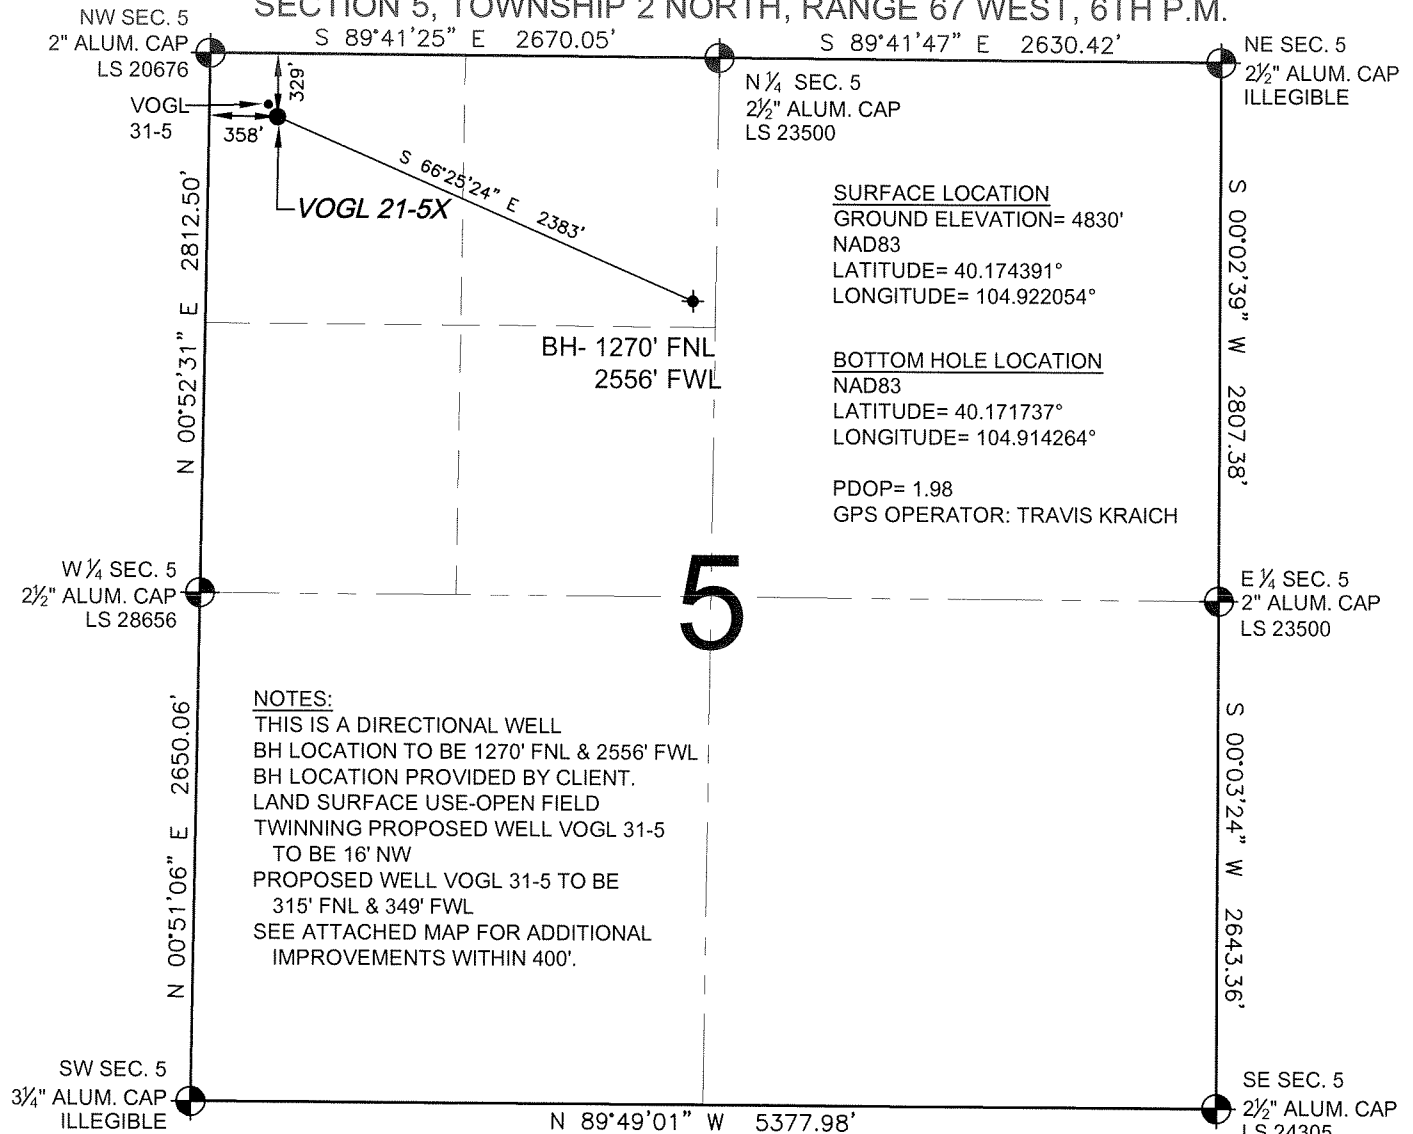 SECTION 5, TOWNSHIP 2 NORTH, RANGE 67 WEST, 6TH P.M.
NW SEC. 5
2" ALUM. CAP
LS 20676
S 89°41'25" E 2670.05'
S 89°41'47" E 2630.42'
NE SEC. 5
2½" ALUM. CAP
ILLEGIBLE
N ¼ SEC. 5
2½" ALUM. CAP
LS 23500
329'
VOGL
31-5
358'
VOGL 21-5X
S 66°25'24" E 2383'
BH- 1270' FNL
2556' FWL
N 00°52'31" E 2812.50'
SURFACE LOCATION
GROUND ELEVATION= 4830'
NAD83
LATITUDE= 40.174391°
LONGITUDE= 104.922054°
BOTTOM HOLE LOCATION
NAD83
LATITUDE= 40.171737°
LONGITUDE= 104.914264°
PDOP= 1.98
GPS OPERATOR: TRAVIS KRAICH
S 00°02'39" W 2807.38'
W ¼ SEC. 5
2½" ALUM. CAP
LS 28656
5
E ¼ SEC. 5
2" ALUM. CAP
LS 23500
NOTES:
THIS IS A DIRECTIONAL WELL
BH LOCATION TO BE 1270' FNL & 2556' FWL
BH LOCATION PROVIDED BY CLIENT.
LAND SURFACE USE-OPEN FIELD
TWINNING PROPOSED WELL VOGL 31-5
TO BE 16' NW
PROPOSED WELL VOGL 31-5 TO BE
315' FNL & 349' FWL
SEE ATTACHED MAP FOR ADDITIONAL
IMPROVEMENTS WITHIN 400'.
N 00°51'06" E 2650.06'
S 00°03'24" W 2643.36'
SW SEC. 5
3¼" ALUM. CAP
ILLEGIBLE
N 89°49'01" W 5377.98'
SE SEC. 5
2½" ALUM. CAP
LS 24305